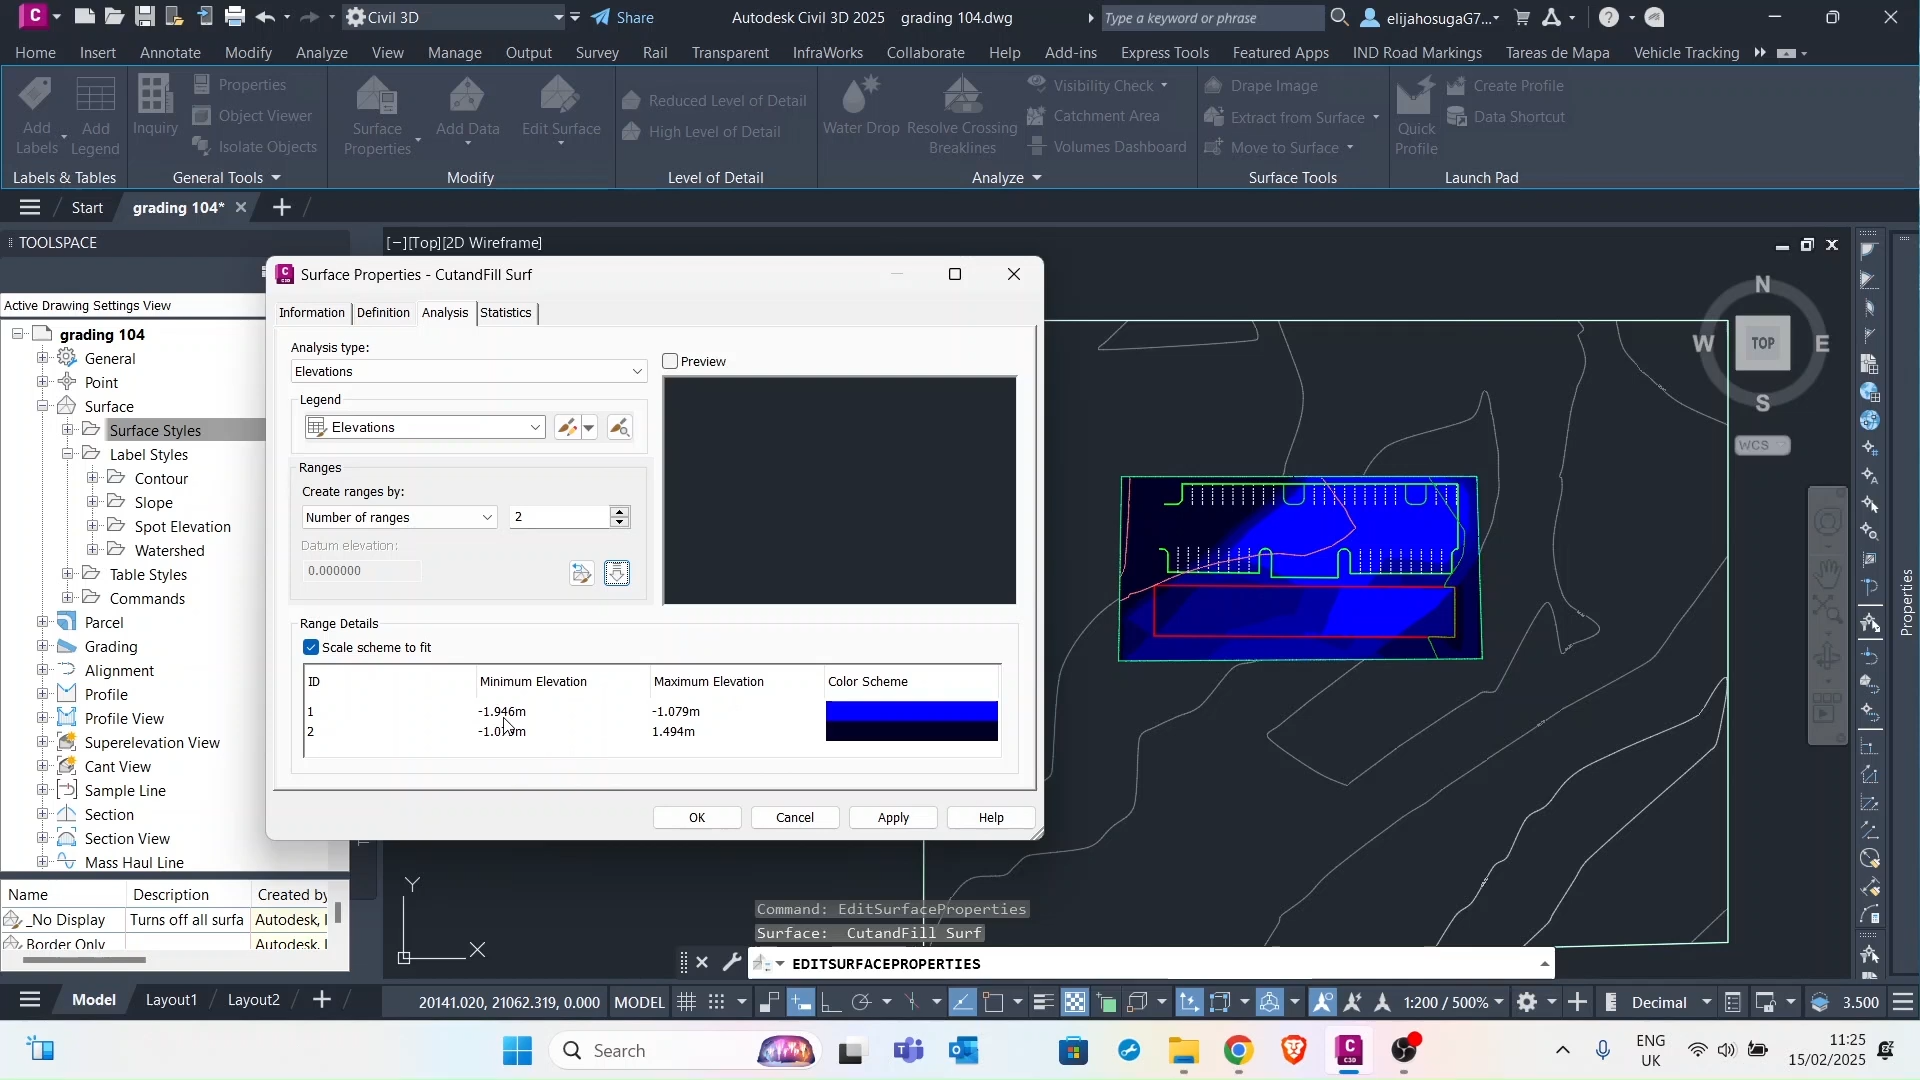 Civil 3D
Share
Autodesk Civil 3D 2025 grading 104.dwg
Type a keyword or phrase
elijahosugaG7...
Home Insert Annotate Modify Analyze View Manage Output Survey Rail Transparent InfraWorks Collaborate Help Add-ins Express Tools Featured Apps IND Road Markings Tareas de Mapa Vehicle Tracking
Add Labels
Add Legend
Inquiry
Properties
Object Viewer
Isolate Objects
Surface Properties
Add Data
Edit Surface
Reduced Level of Detail
High Level of Detail
Water Drop
Resolve Crossing Breaklines
Visibility Check
Catchment Area
Volumes Dashboard
Drape Image
Extract from Surface
Move to Surface
Quick Profile
Create Profile
Data Shortcut
Labels & Tables General Tools Modify Level of Detail Analyze Surface Tools Launch Pad
Start grading 104*
TOOLSPACE
Active Drawing Settings View
grading 104
General
Point
Surface
Surface Styles
Label Styles
Contour
Slope
Spot Elevation
Watershed
Table Styles
Commands
Parcel
Grading
Alignment
Profile
Profile View
Superelevation View
Cant View
Sample Line
Section
Section View
Mass Haul Line
Name Description Created by
_No Display Turns off all surfa Autodesk, I
Border Only Autodesk, I
[−][Top][2D Wireframe]
Surface Properties - CutandFill Surf
Information Definition Analysis Statistics
Analysis type:
Elevations
Preview
Legend
Elevations
Ranges
Create ranges by:
Number of ranges 2
Datum elevation:
0.000000
Range Details
Scale scheme to fit
ID Minimum Elevation Maximum Elevation Color Scheme
1 -1.946m -1.079m
2 -1.079m 1.494m
OK Cancel Apply Help
N
W TOP E
S
WCS
Properties
Y
X
Command: EditSurfaceProperties
Surface: CutandFill Surf
EDITSURFACEPROPERTIES
Model Layout1 Layout2
20141.020, 21062.319, 0.000 MODEL
1:200 / 500%
Decimal
3.500
Search
ENG
UK
11:25
15/02/2025